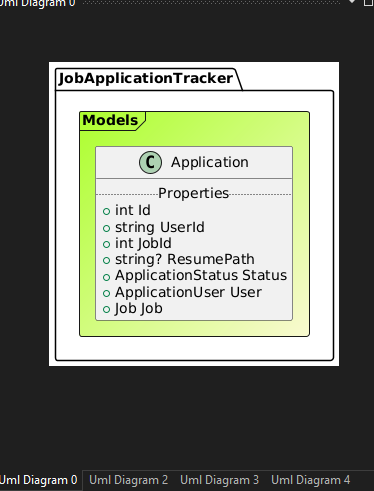 Uml Diagram 0
JobApplicationTracker
Models
C Application
Properties
int Id
string UserId
int JobId
string? ResumePath
ApplicationStatus Status
ApplicationUser User
Job Job
Uml Diagram 0 Uml Diagram 2 Uml Diagram 3 Uml Diagram 4